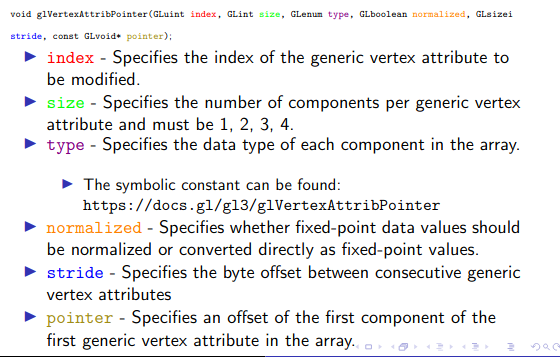 void glVertexAttribPointer(GLuint index, GLint size, GLenum type, GLboolean normalized, GLsizei
stride, const GLvoid* pointer);
index - Specifies the index of the generic vertex attribute to
be modified.
size - Specifies the number of components per generic vertex
attribute and must be 1, 2, 3, 4.
type - Specifies the data type of each component in the array.
The symbolic constant can be found:
https://docs.gl/gl3/glVertexAttribPointer
normalized - Specifies whether fixed-point data values should
be normalized or converted directly as fixed-point values.
stride - Specifies the byte offset between consecutive generic
vertex attributes
pointer - Specifies an offset of the first component of the
first generic vertex attribute in the array.